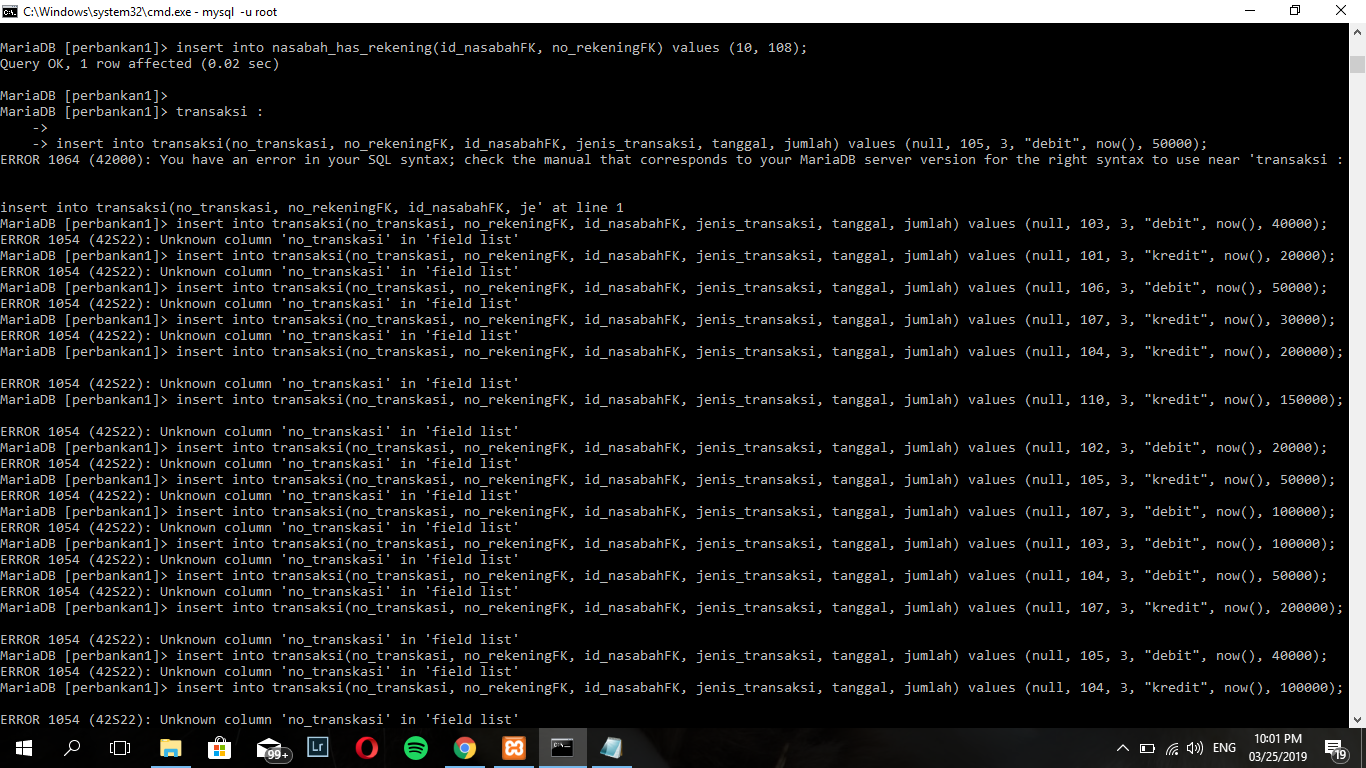 C:\Windows\system32\cmd.exe - mysql -u root
MariaDB [perbankan1]> insert into nasabah_has_rekening(id_nasabahFK, no_rekeningFK) values (10, 108);
Query OK, 1 row affected (0.02 sec)
MariaDB [perbankan1]>
MariaDB [perbankan1]> transaksi :
->
-> insert into transaksi(no_transkasi, no_rekeningFK, id_nasabahFK, jenis_transaksi, tanggal, jumlah) values (null, 105, 3, "debit", now(), 50000);
ERROR 1064 (42000): You have an error in your SQL syntax; check the manual that corresponds to your MariaDB server version for the right syntax to use near 'transaksi :
insert into transaksi(no_transkasi, no_rekeningFK, id_nasabahFK, je' at line 1
MariaDB [perbankan1]> insert into transaksi(no_transkasi, no_rekeningFK, id_nasabahFK, jenis_transaksi, tanggal, jumlah) values (null, 103, 3, "debit", now(), 40000);
ERROR 1054 (42S22): Unknown column 'no_transkasi' in 'field list'
MariaDB [perbankan1]> insert into transaksi(no_transkasi, no_rekeningFK, id_nasabahFK, jenis_transaksi, tanggal, jumlah) values (null, 101, 3, "kredit", now(), 20000);
ERROR 1054 (42S22): Unknown column 'no_transkasi' in 'field list'
MariaDB [perbankan1]> insert into transaksi(no_transkasi, no_rekeningFK, id_nasabahFK, jenis_transaksi, tanggal, jumlah) values (null, 106, 3, "debit", now(), 50000);
ERROR 1054 (42S22): Unknown column 'no_transkasi' in 'field list'
MariaDB [perbankan1]> insert into transaksi(no_transkasi, no_rekeningFK, id_nasabahFK, jenis_transaksi, tanggal, jumlah) values (null, 107, 3, "kredit", now(), 30000);
ERROR 1054 (42S22): Unknown column 'no_transkasi' in 'field list'
MariaDB [perbankan1]> insert into transaksi(no_transkasi, no_rekeningFK, id_nasabahFK, jenis_transaksi, tanggal, jumlah) values (null, 104, 3, "kredit", now(), 200000);
ERROR 1054 (42S22): Unknown column 'no_transkasi' in 'field list'
MariaDB [perbankan1]> insert into transaksi(no_transkasi, no_rekeningFK, id_nasabahFK, jenis_transaksi, tanggal, jumlah) values (null, 110, 3, "kredit", now(), 150000);
ERROR 1054 (42S22): Unknown column 'no_transkasi' in 'field list'
MariaDB [perbankan1]> insert into transaksi(no_transkasi, no_rekeningFK, id_nasabahFK, jenis_transaksi, tanggal, jumlah) values (null, 102, 3, "debit", now(), 20000);
ERROR 1054 (42S22): Unknown column 'no_transkasi' in 'field list'
MariaDB [perbankan1]> insert into transaksi(no_transkasi, no_rekeningFK, id_nasabahFK, jenis_transaksi, tanggal, jumlah) values (null, 105, 3, "kredit", now(), 50000);
ERROR 1054 (42S22): Unknown column 'no_transkasi' in 'field list'
MariaDB [perbankan1]> insert into transaksi(no_transkasi, no_rekeningFK, id_nasabahFK, jenis_transaksi, tanggal, jumlah) values (null, 107, 3, "debit", now(), 100000);
ERROR 1054 (42S22): Unknown column 'no_transkasi' in 'field list'
MariaDB [perbankan1]> insert into transaksi(no_transkasi, no_rekeningFK, id_nasabahFK, jenis_transaksi, tanggal, jumlah) values (null, 103, 3, "debit", now(), 100000);
ERROR 1054 (42S22): Unknown column 'no_transkasi' in 'field list'
MariaDB [perbankan1]> insert into transaksi(no_transkasi, no_rekeningFK, id_nasabahFK, jenis_transaksi, tanggal, jumlah) values (null, 104, 3, "debit", now(), 50000);
ERROR 1054 (42S22): Unknown column 'no_transkasi' in 'field list'
MariaDB [perbankan1]> insert into transaksi(no_transkasi, no_rekeningFK, id_nasabahFK, jenis_transaksi, tanggal, jumlah) values (null, 107, 3, "kredit", now(), 200000);
ERROR 1054 (42S22): Unknown column 'no_transkasi' in 'field list'
MariaDB [perbankan1]> insert into transaksi(no_transkasi, no_rekeningFK, id_nasabahFK, jenis_transaksi, tanggal, jumlah) values (null, 105, 3, "debit", now(), 40000);
ERROR 1054 (42S22): Unknown column 'no_transkasi' in 'field list'
MariaDB [perbankan1]> insert into transaksi(no_transkasi, no_rekeningFK, id_nasabahFK, jenis_transaksi, tanggal, jumlah) values (null, 104, 3, "kredit", now(), 100000);
ERROR 1054 (42S22): Unknown column 'no_transkasi' in 'field list'
99+
Lr
ENG
10:01 PM
03/25/2019
19